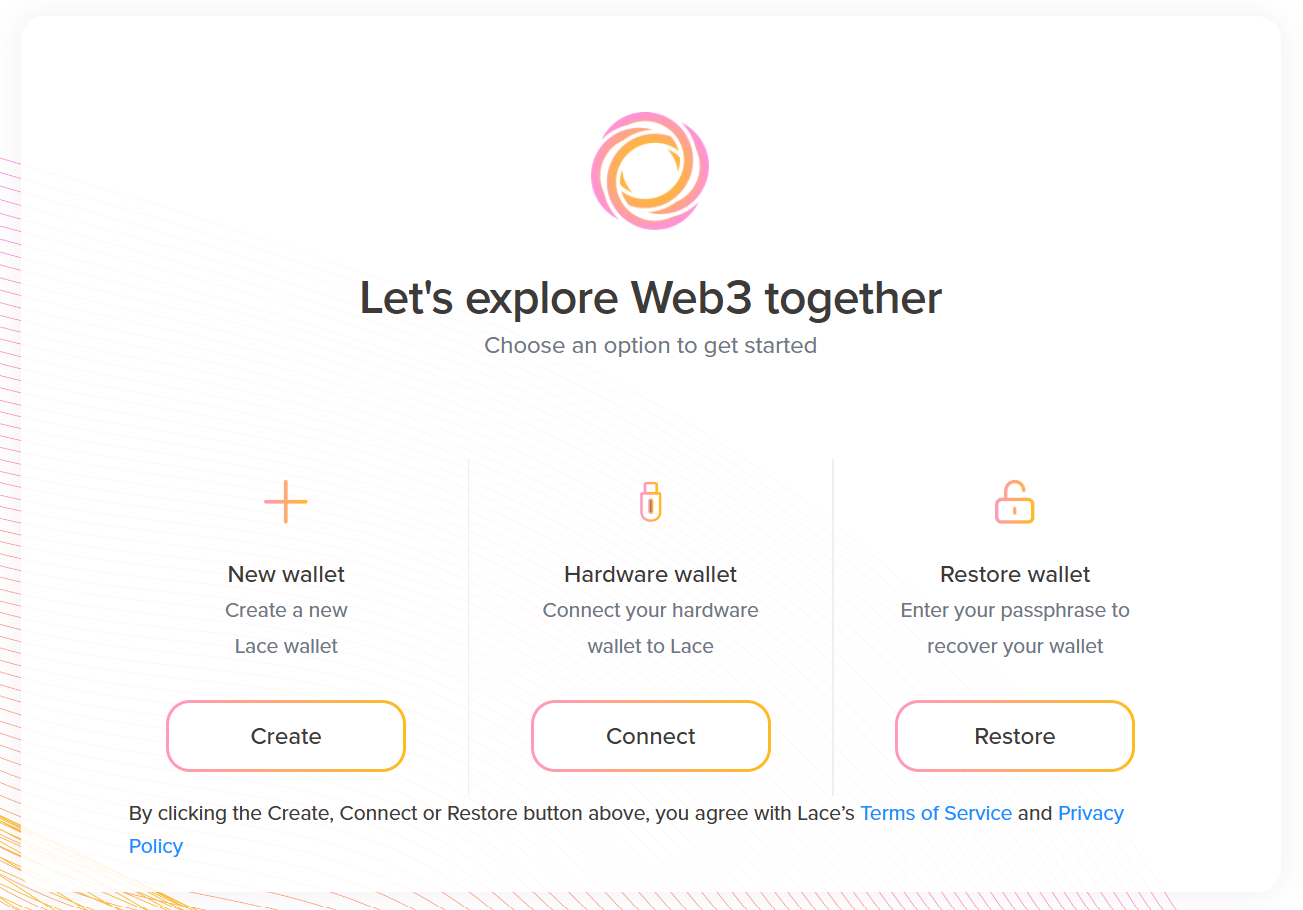 Let's explore Web3 together
Choose an option to get started
New wallet
Create a new
Lace wallet
Create
Hardware wallet
Connect your hardware
wallet to Lace
Connect
Restore wallet
Enter your passphrase to
recover your wallet
Restore
By clicking the Create, Connect or Restore button above, you agree with Lace’s Terms of Service and Privacy
Policy